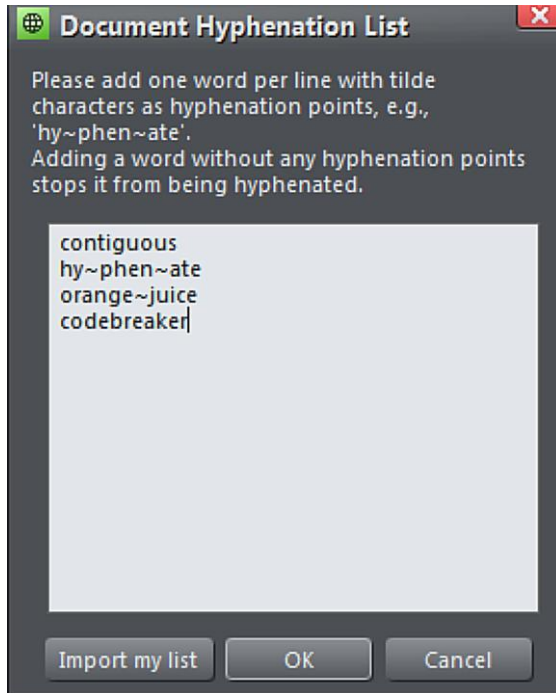 Document Hyphenation List
Please add one word per line with tilde
characters as hyphenation points, e.g.,
'hy~phen~ate'.
Adding a word without any hyphenation points
stops it from being hyphenated.
contiguous
hy~phen~ate
orange~juice
codebreaker
Import my list
OK
Cancel